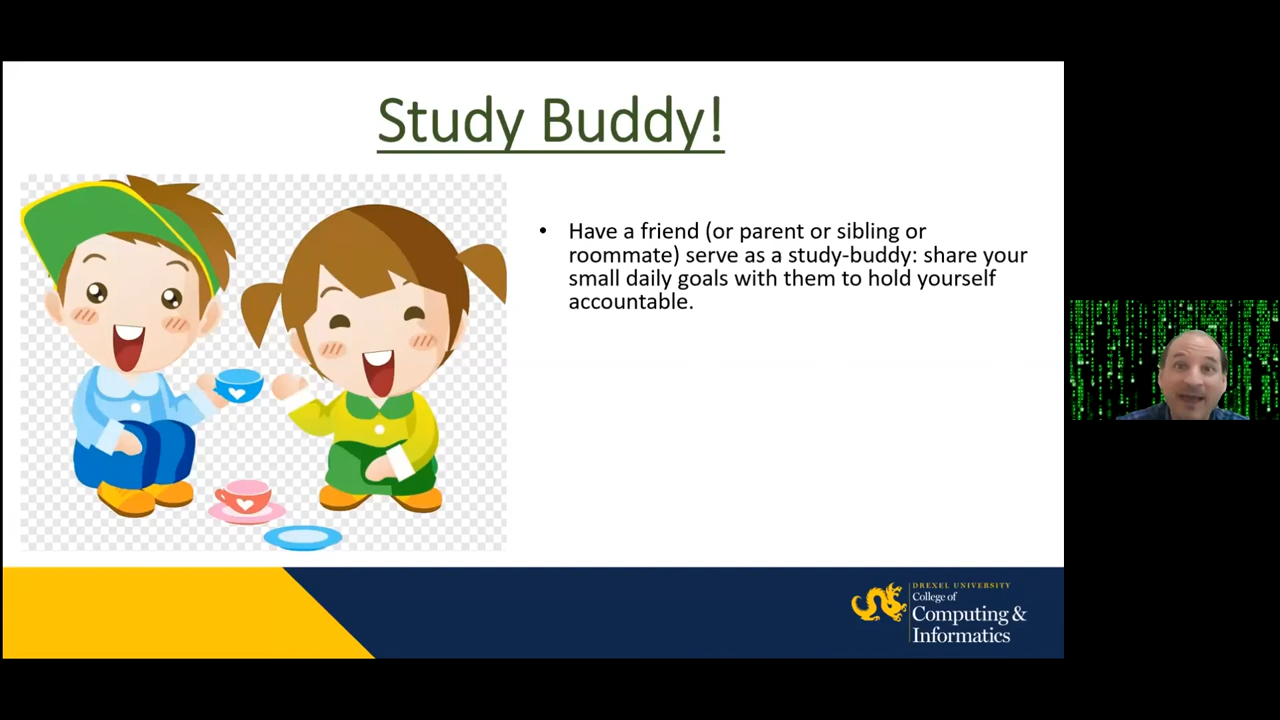 Study Buddy!
• Have a friend (or parent or sibling or
roommate) serve as a study-buddy: share your
small daily goals with them to hold yourself
accountable.
DREXEL UNIVERSITY
College of
Computing &
Informatics